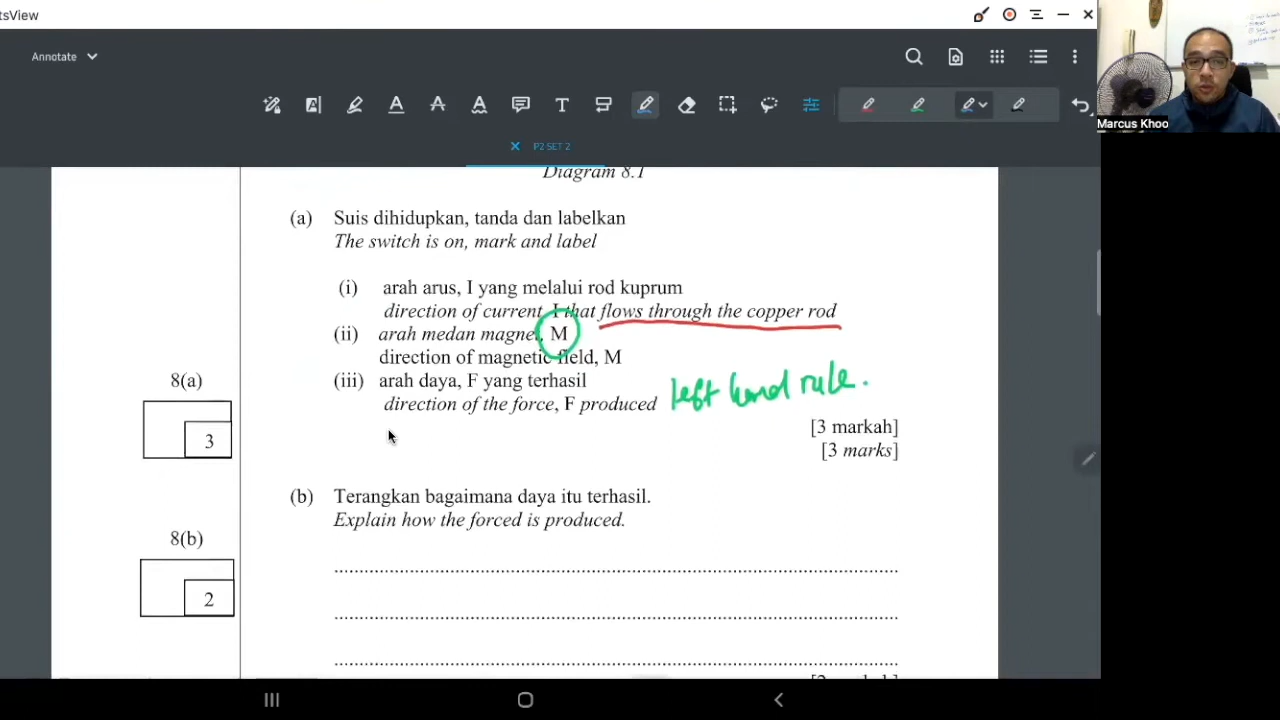 tsView
Annotate
P2 SET 2
Marcus Khoo
Diagram 8.1
(a) Suis dihidupkan, tanda dan labelkan
The switch is on, mark and label
(i) arah arus, I yang melalui rod kuprum
direction of current, I that flows through the copper rod
(ii) arah medan magnet, M
direction of magnetic field, M
(iii) arah daya, F yang terhasil
direction of the force, F produced
left hand rule.
8(a)
3
[3 markah]
[3 marks]
(b) Terangkan bagaimana daya itu terhasil.
Explain how the forced is produced.
8(b)
2